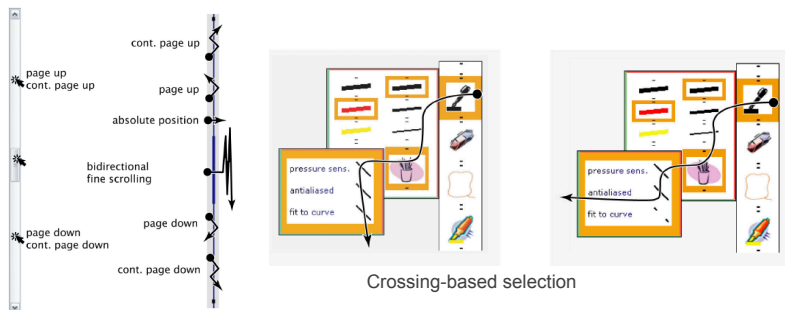 page up
cont. page up
page down
cont. page down
cont. page up
page up
absolute position
bidirectional
fine scrolling
page down
cont. page down
pressure sens.
antialiased
fit to curve
pressure sens.
antialiased
fit to curve
Crossing-based selection